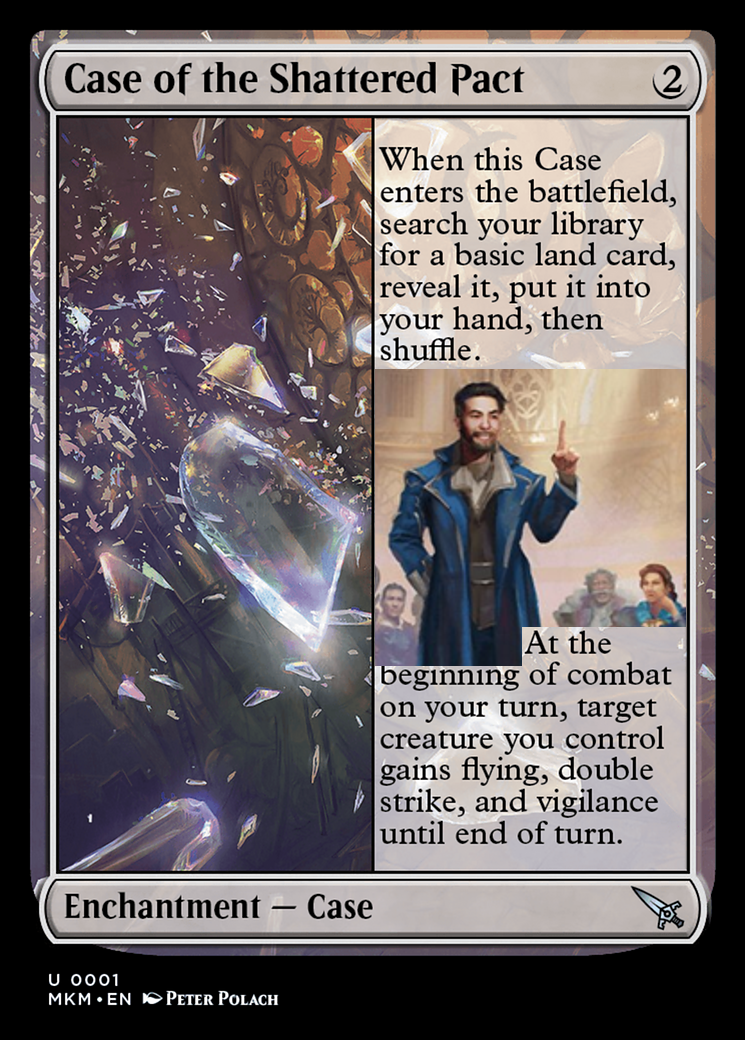 Case of the Shattered Pact
2
When this Case
enters the battlefield,
search your library
for a basic land card,
reveal it, put it into
your hand, then
shuffle.
At the
beginning of combat
on your turn, target
creature you control
gains flying, double
strike, and vigilance
until end of turn.
Enchantment — Case
U 0001
MKM • EN Peter Polach